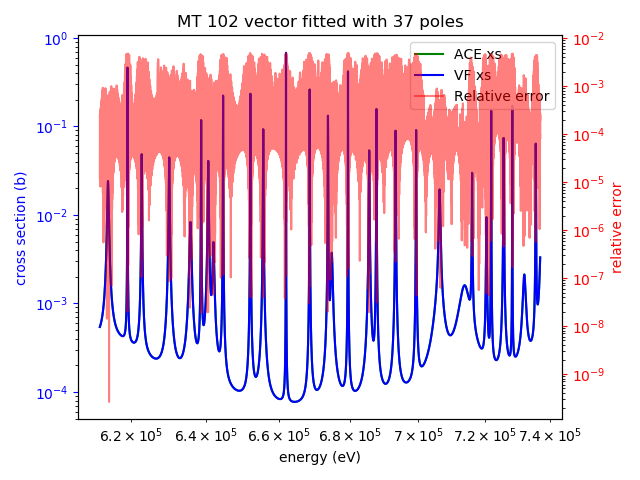 MT 102 vector fitted with 37 poles
ACE xs
VF xs
Relative error
10⁰
10⁻¹
10⁻²
10⁻³
10⁻⁴
cross section (b)
10⁻²
10⁻³
10⁻⁴
10⁻⁵
10⁻⁶
10⁻⁷
10⁻⁸
10⁻⁹
relative error
6.2 × 10⁵ 6.4 × 10⁵ 6.6 × 10⁵ 6.8 × 10⁵ 7 × 10⁵ 7.2 × 10⁵ 7.4 × 10⁵
energy (eV)